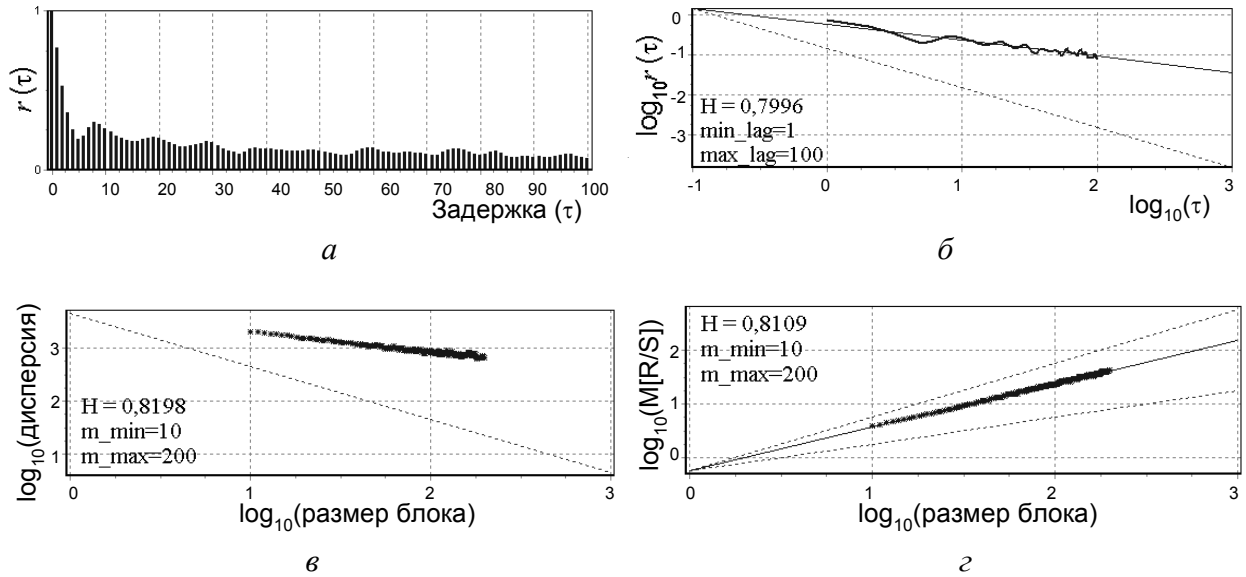 1
r (τ)
0
0 10 20 30 40 50 60 70 80 90 100
Задержка (τ)
а
log₁₀r (τ)
-0
-1
-2
-3
H = 0,7996
min_lag=1
max_lag=100
-1 0 1 2 3
log₁₀(τ)
б
log₁₀(дисперсия)
3
2
1
H = 0,8198
m_min=10
m_max=200
0 1 2 3
log₁₀(размер блока)
в
log₁₀(M[R/S])
2
1
0
H = 0,8109
m_min=10
m_max=200
0 1 2 3
log₁₀(размер блока)
г